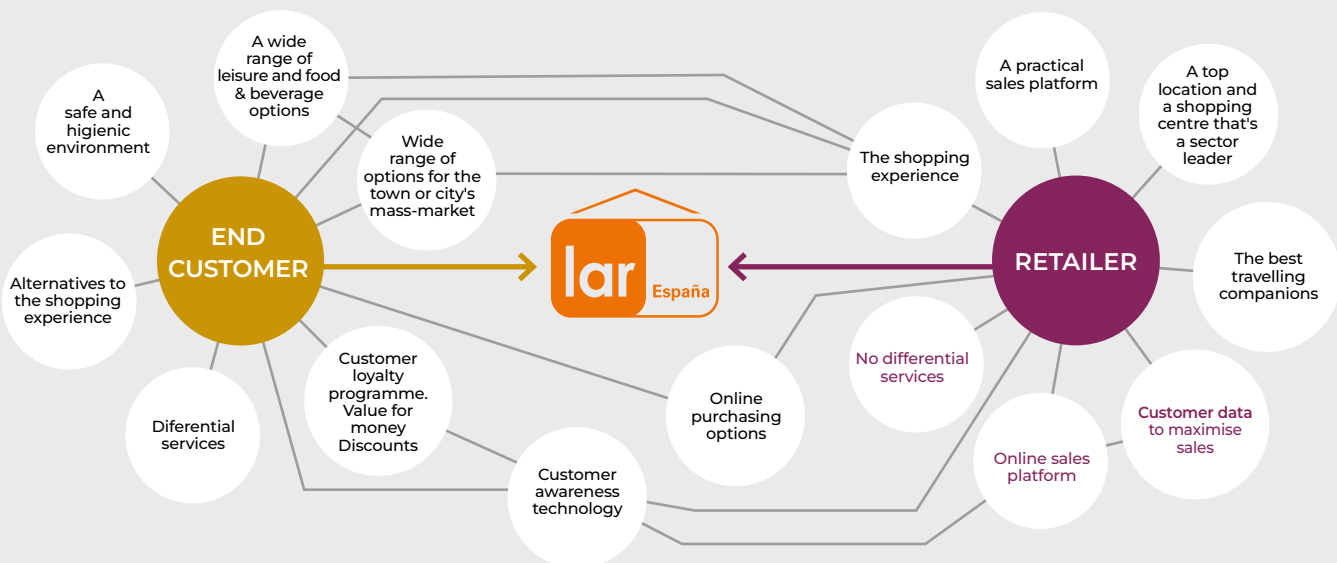 A wide
range of
leisure and food
& beverage
options
A
safe and
higienic
environment
Wide
range of
options for the
town or city's
mass-market
END
CUSTOMER
Alternatives to
the shopping
experience
Diferential
services
Customer
loyalty
programme.
Value for
money
Discounts
Customer
awareness
technology
lar
España
Online
purchasing
options
The shopping
experience
A practical
sales platform
A top
location and
a shopping
centre that's
a sector
leader
RETAILER
The best
travelling
companions
No differential
services
Customer data
to maximise
sales
Online sales
platform